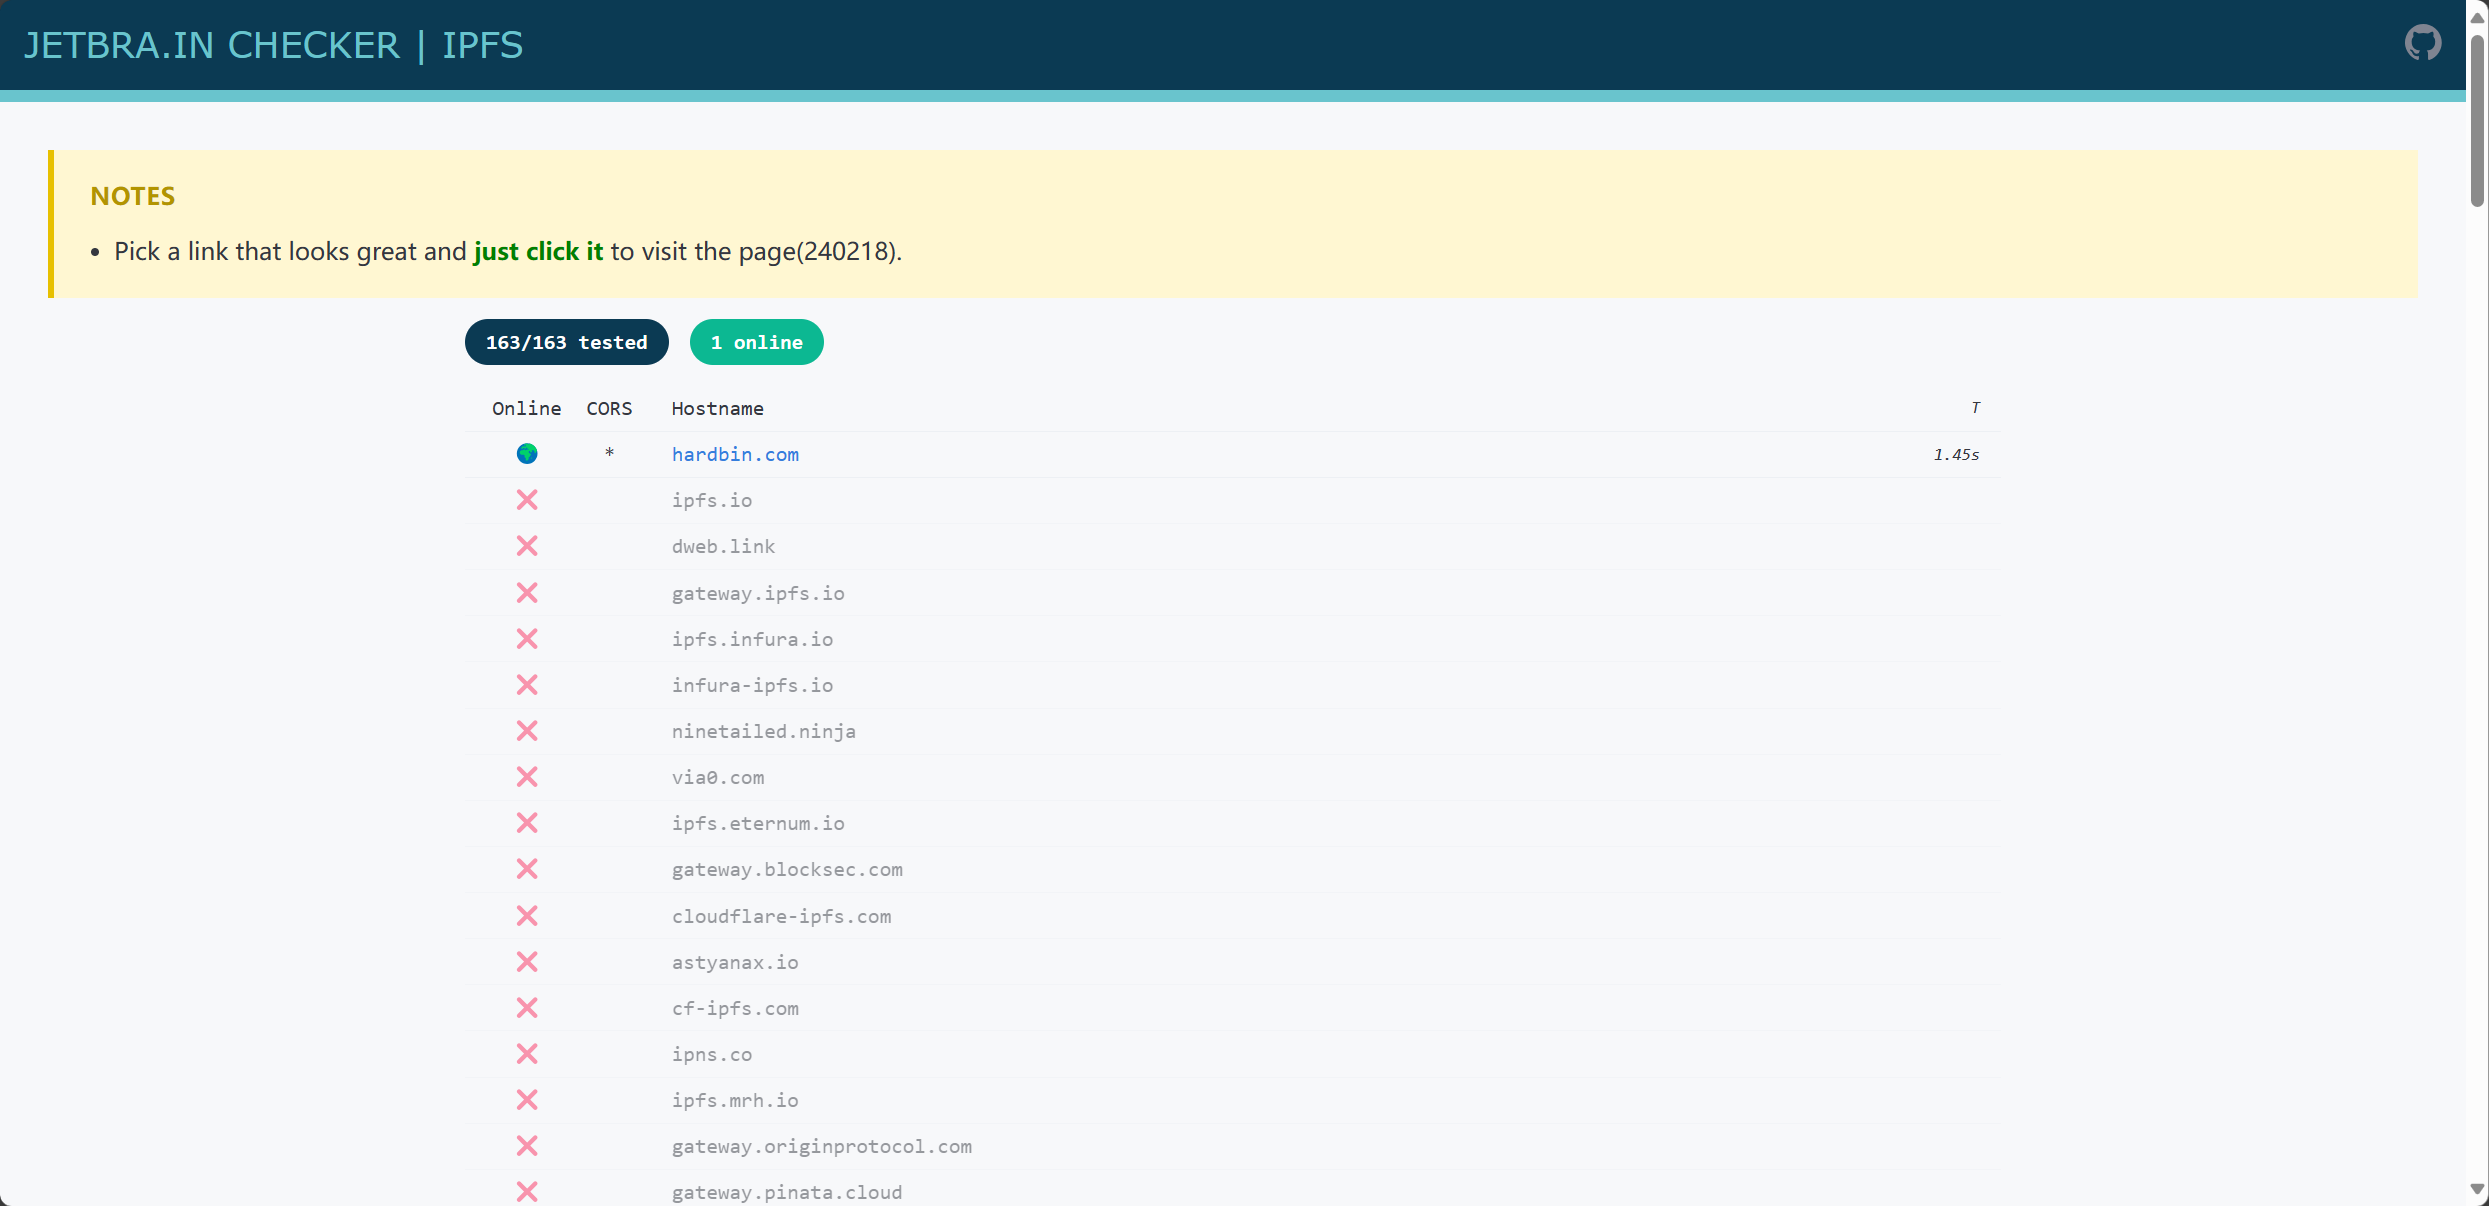 JETBRA.IN CHECKER | IPFS
NOTES
• Pick a link that looks great and just click it to visit the page(240218).
163/163 tested 1 online
Online CORS Hostname T
* hardbin.com 1.45s
ipfs.io
dweb.link
gateway.ipfs.io
ipfs.infura.io
infura-ipfs.io
ninetailed.ninja
via0.com
ipfs.eternum.io
gateway.blocksec.com
cloudflare-ipfs.com
astyanax.io
cf-ipfs.com
ipns.co
ipfs.mrh.io
gateway.originprotocol.com
gateway.pinata.cloud